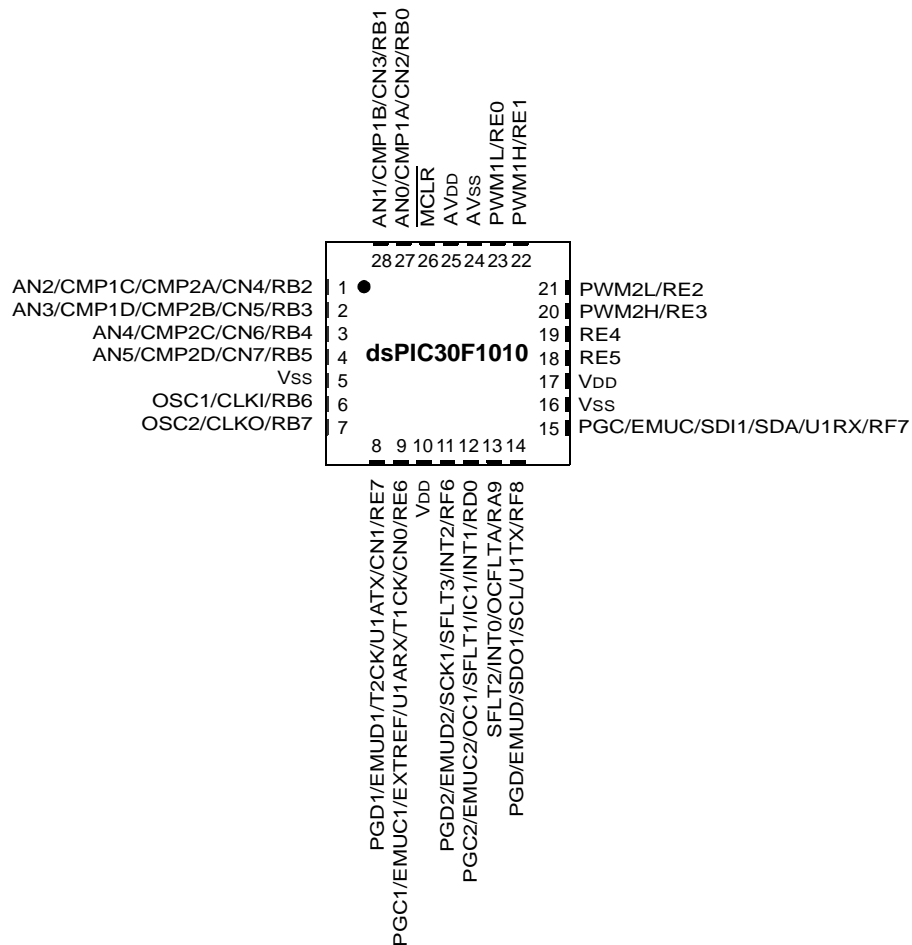 AN1/CMP1B/CN3/RB1
AN0/CMP1A/CN2/RB0
MCLR
AVDD
AVSS
PWM1L/RE0
PWM1H/RE1
28 27 26 25 24 23 22
AN2/CMP1C/CMP2A/CN4/RB2 1
AN3/CMP1D/CMP2B/CN5/RB3 2
AN4/CMP2C/CN6/RB4 3
AN5/CMP2D/CN7/RB5 4
VSS 5
OSC1/CLKI/RB6 6
OSC2/CLKO/RB7 7
dsPIC30F1010
21 PWM2L/RE2
20 PWM2H/RE3
19 RE4
18 RE5
17 VDD
16 VSS
15 PGC/EMUC/SDI1/SDA/U1RX/RF7
8 9 10 11 12 13 14
PGD1/EMUD1/T2CK/U1ATX/CN1/RE7
PGC1/EMUC1/EXTREF/U1ARX/T1CK/CN0/RE6
VDD
PGD2/EMUD2/SCK1/SFLT3/INT2/RF6
PGC2/EMUC2/OC1/SFLT1/IC1/INT1/RD0
SFLT2/INT0/OCFLTA/RA9
PGD/EMUD/SDO1/SCL/U1TX/RF8